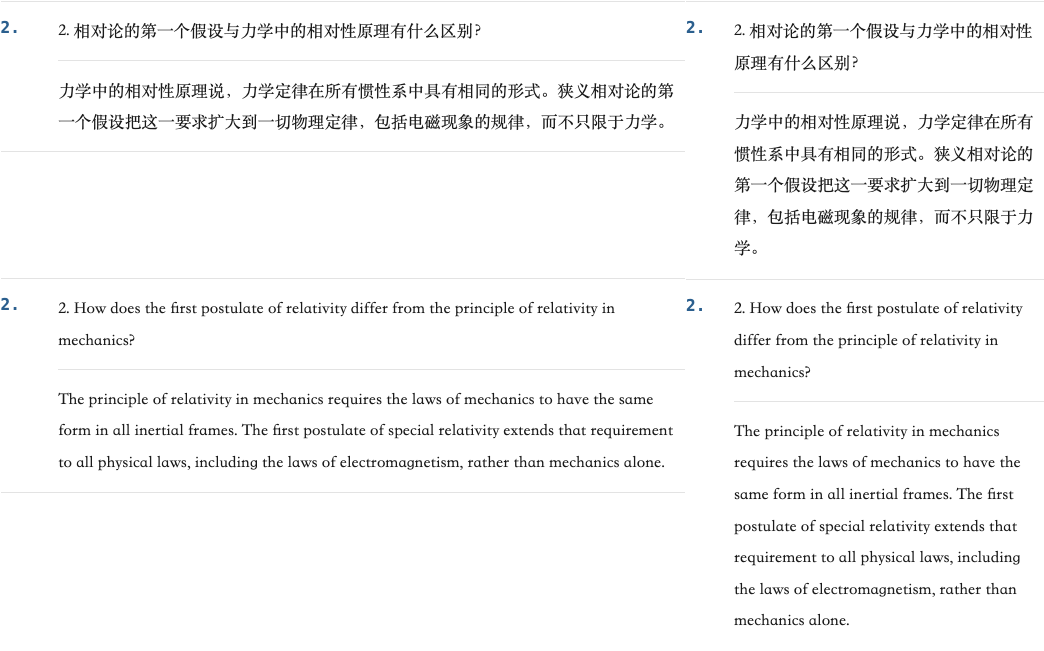 2. 2. 相对论的第一个假设与力学中的相对性原理有什么区别?
力学中的相对性原理说，力学定律在所有惯性系中具有相同的形式。狭义相对论的第
一个假设把这一要求扩大到一切物理定律，包括电磁现象的规律，而不只限于力学。
2. 2. 相对论的第一个假设与力学中的相对性
原理有什么区别?
力学中的相对性原理说，力学定律在所有
惯性系中具有相同的形式。狭义相对论的
第一个假设把这一要求扩大到一切物理定
律，包括电磁现象的规律，而不只限于力
学。
2. 2. How does the first postulate of relativity differ from the principle of relativity in
mechanics?
The principle of relativity in mechanics requires the laws of mechanics to have the same
form in all inertial frames. The first postulate of special relativity extends that requirement
to all physical laws, including the laws of electromagnetism, rather than mechanics alone.
2. 2. How does the first postulate of relativity
differ from the principle of relativity in
mechanics?
The principle of relativity in mechanics
requires the laws of mechanics to have the
same form in all inertial frames. The first
postulate of special relativity extends that
requirement to all physical laws, including
the laws of electromagnetism, rather than
mechanics alone.